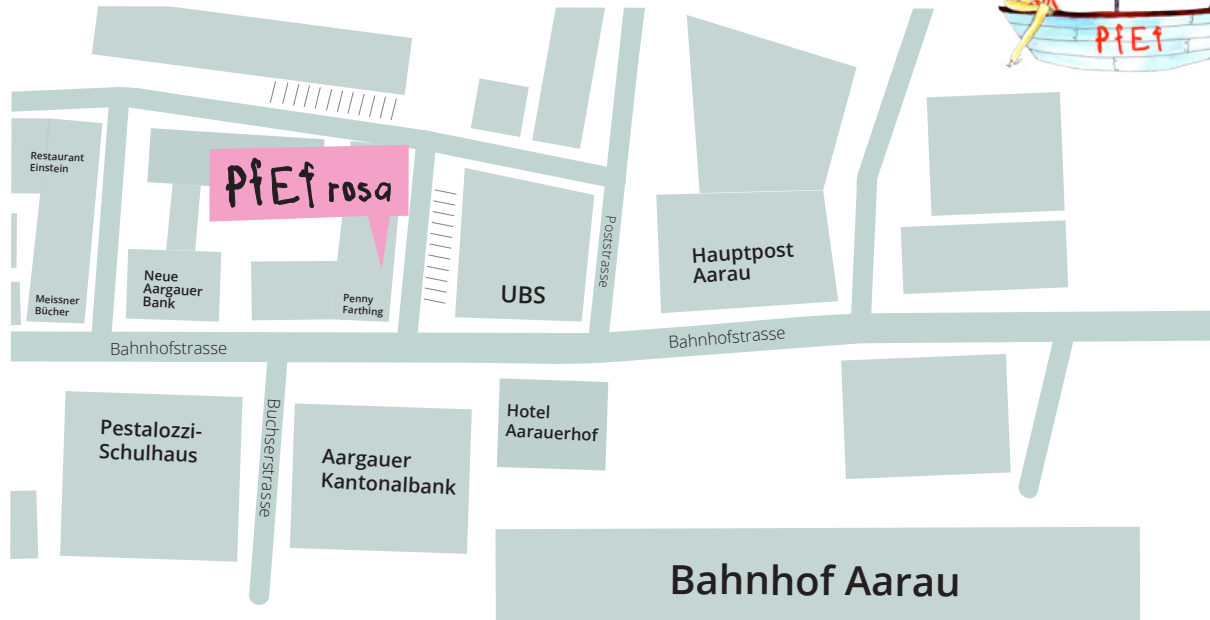 PfEf
Restaurant
Einstein
PfEf rosa
Poststrasse
Hauptpost
Aarau
Neue
Aargauer
Bank
UBS
Meissner
Bücher
Penny
Farthing
Bahnhofstrasse
Bahnhofstrasse
Buchserstrasse
Hotel
Aarauerhof
Pestalozzi-
Schulhaus
Aargauer
Kantonalbank
Bahnhof Aarau